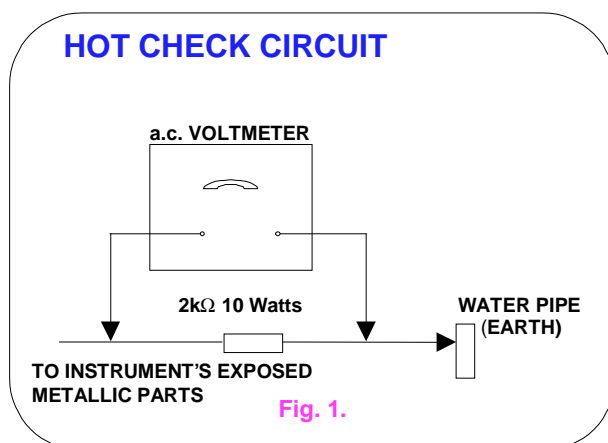 HOT CHECK CIRCUIT
a.c. VOLTMETER
2kΩ 10 Watts
WATER PIPE
(EARTH)
TO INSTRUMENT'S EXPOSED
METALLIC PARTS
Fig. 1.